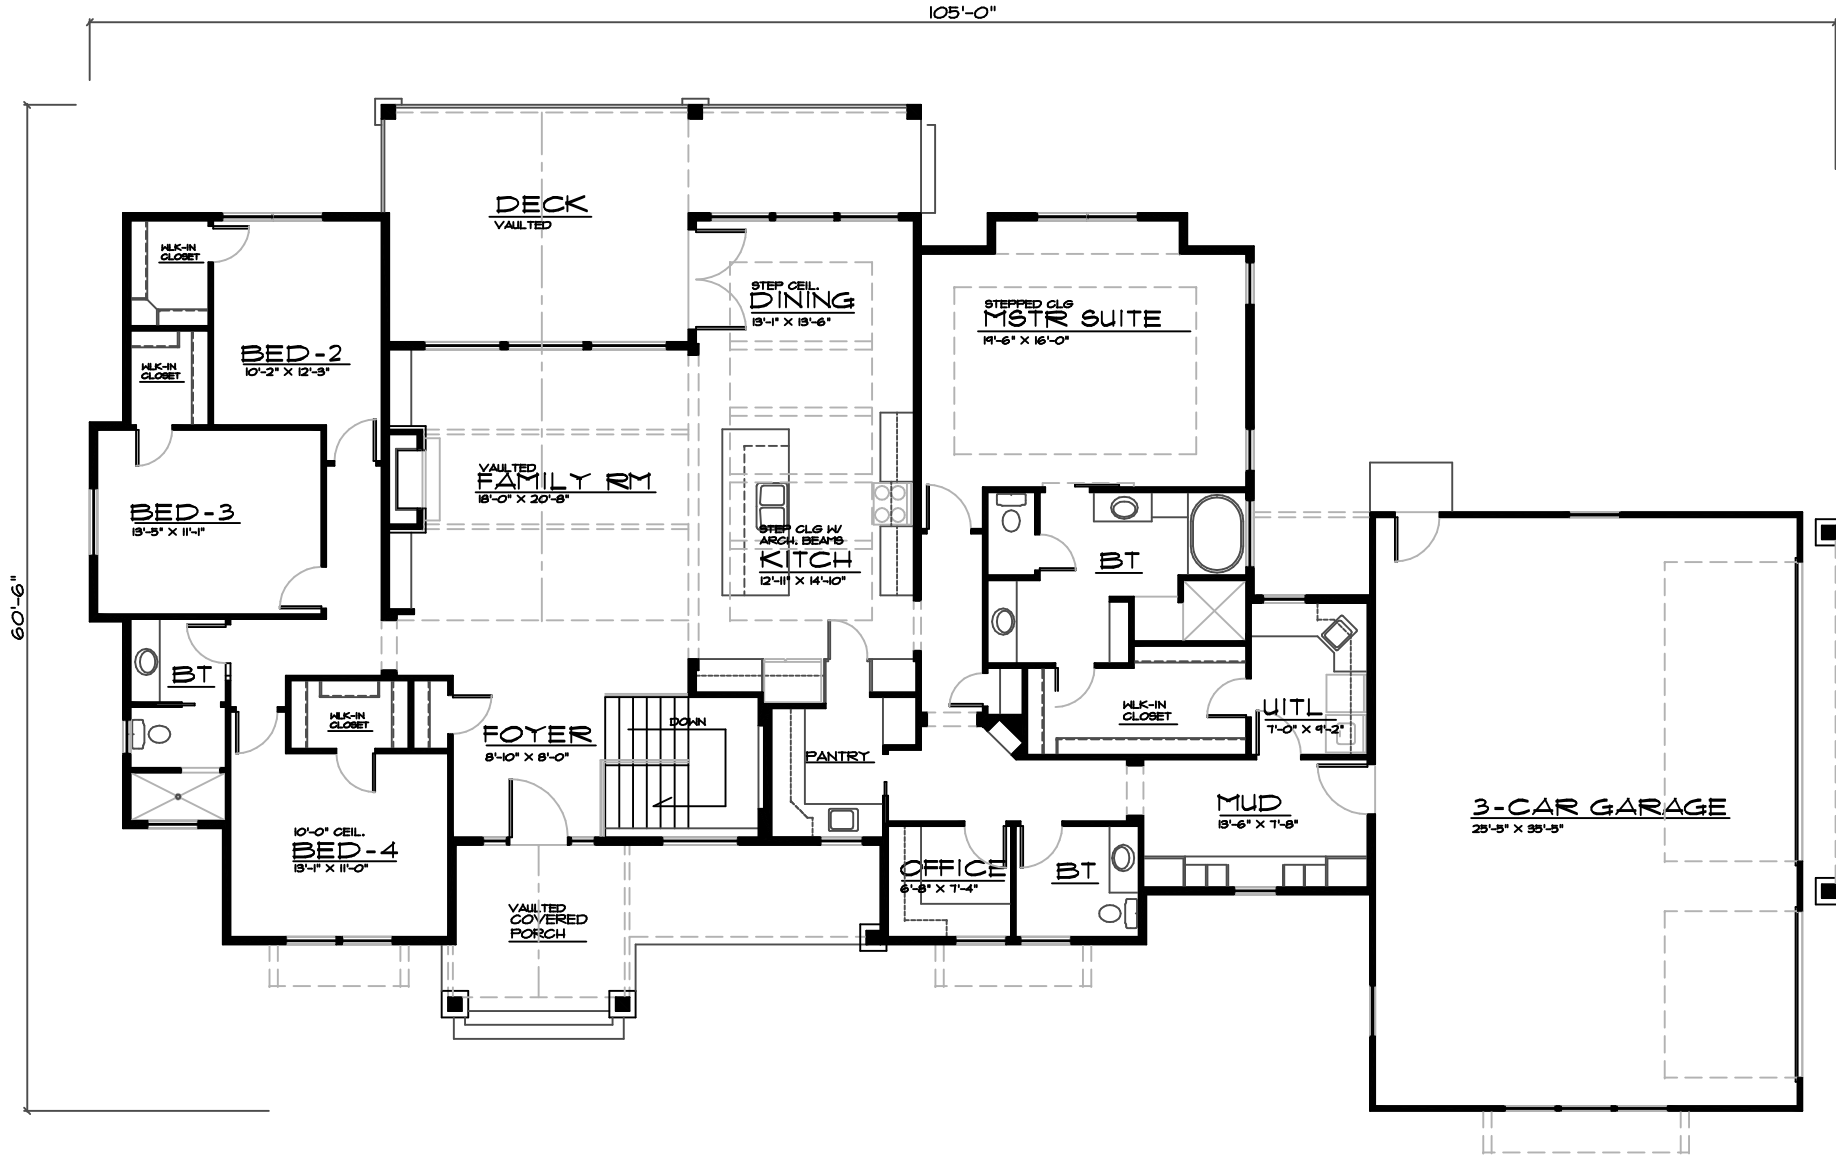 105'-0"
60'-6"
DECK
VAULTED
WLK-IN
CLOSET
STEP CEIL.
DINING
13'-1" X 13'-6"
STEPPED CLG
MSTR SUITE
19'-6" X 16'-0"
BED-2
10'-2" X 12'-3"
WLK-IN
CLOSET
VAULTED
FAMILY RM
18'-0" X 20'-8"
BED-3
13'-5" X 11'-1"
STEP CLG W/
ARCH. BEAMS
KITCH
12'-11" X 14'-10"
BT
BT
WLK-IN
CLOSET
WLK-IN
CLOSET
UITL
7'-0" X 9'-2"
FOYER
8'-10" X 8'-0"
DOWN
PANTRY
MUD
13'-6" X 7'-8"
3-CAR GARAGE
25'-5" X 35'-5"
10'-0" CEIL.
BED-4
13'-1" X 11'-0"
OFFICE
6'-8" X 7'-4"
BT
VAULTED
COVERED
PORCH